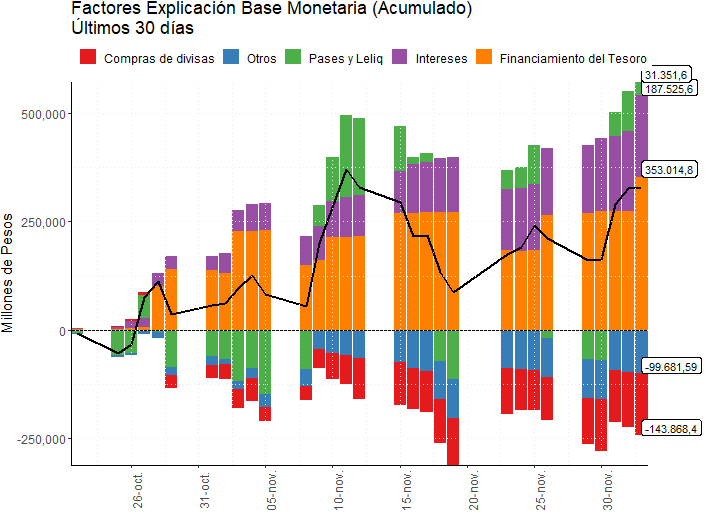 Factores Explicación Base Monetaria (Acumulado)
Últimos 30 días
Compras de divisas
Otros
Pases y Leliq
Intereses
Financiamiento del Tesoro
Millones de Pesos
500,000
250,000
0
-250,000
31.351,6
187.525,6
353.014,8
-99.681,59
-143.868,4
26-oct.
31-oct.
05-nov.
10-nov.
15-nov.
20-nov.
25-nov.
30-nov.